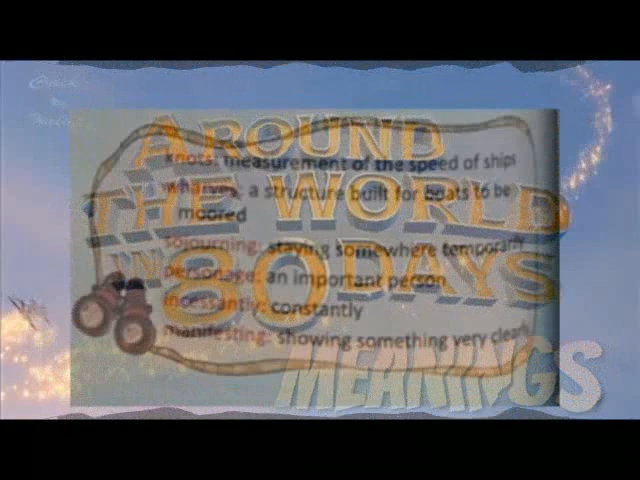 AROUND
THE WORLD
IN
80 DAYS
knots: measurement of the speed of ships
wharves: a structure built for boats to be
moored
sojourning: staying somewhere temporarily
personage: an important person
incessantly: constantly
manifesting: showing something very clearly
MEANINGS